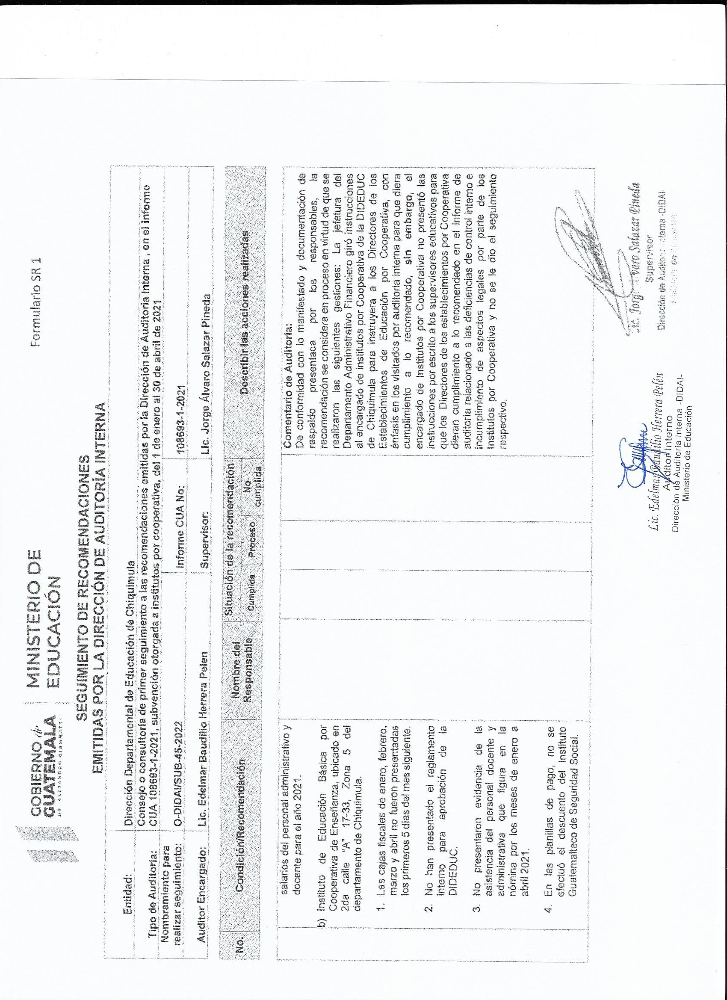 GOBIERNO de
GUATEMALA
DR. ALEJANDRO GIAMMATTEI
MINISTERIO DE
EDUCACIÓN
Formulario SR 1
SEGUIMIENTO DE RECOMENDACIONES
EMITIDAS POR LA DIRECCIÓN DE AUDITORÍA INTERNA
Entidad: Dirección Departamental de Educación de Chiquimula
Tipo de Auditoría: Consejo o consultoría de primer seguimiento a las recomendaciones emitidas por la Dirección de Auditoría Interna, en el informe
CUA 108693-1-2021, subvención otorgada a institutos por cooperativa, del 1 de enero al 30 de abril de 2021
Nombramiento para
realizar seguimiento: O-DIDAI/SUB-45-2022 Informe CUA No: 108693-1-2021
Auditor Encargado: Lic. Edelmar Baudilio Herrera Pelen Supervisor: Lic. Jorge Álvaro Salazar Pineda
No. Condición/Recomendación
Nombre del
Responsable
Situación de la recomendación
Cumplida Proceso
No
cumplida
Describir las acciones realizadas
salarios del personal administrativo y
docente para el año 2021.
b) Instituto de Educación Básica por
Cooperativa de Enseñanza, ubicado en
2da calle "A" 17-33, Zona 5 del
departamento de Chiquimula.
1. Las cajas fiscales de enero, febrero,
marzo y abril no fueron presentadas
los primeros 5 días del mes siguiente.
2. No han presentado el reglamento
interno para aprobación de la
DIDEDUC.
3. No presentaron evidencia de la
asistencia del personal docente y
administrativa que figura en la
nómina por los meses de enero a
abril 2021.
4. En las planillas de pago, no se
efectuó el descuento del Instituto
Guatemalteco de Seguridad Social.
Comentario de Auditoría:
De conformidad con lo manifestado y documentación de
respaldo presentada por los responsables, la
recomendación se considera en proceso en virtud de que se
realizaron las siguientes gestiones: La jefatura del
Departamento Administrativo Financiero giró instrucciones
al encargado de institutos por Cooperativa de la DIDEDUC
de Chiquimula para instruyera a los Directores de los
Establecimientos de Educación por Cooperativa, con
énfasis en los visitados por auditoría interna para que diera
cumplimiento a lo recomendado, sin embargo, el
encargado de Institutos por Cooperativa no presentó las
instrucciones por escrito a los supervisores educativos para
que los Directores de los establecimientos por Cooperativa
dieran cumplimiento a lo recomendado en el informe de
auditoría relacionado a las deficiencias de control interno e
incumplimiento de aspectos legales por parte de los
Institutos por Cooperativa y no se le dio el seguimiento
respectivo.
Lic. Edelmar Baudilio Herrera Pelén
Auditor Interno
Dirección de Auditoría Interna -DIDAI-
Ministerio de Educación
Lic. Jorge Alvaro Salazar Pineda
Supervisor
Dirección de Auditoría Interna -DIDAI-
Ministerio de Educación